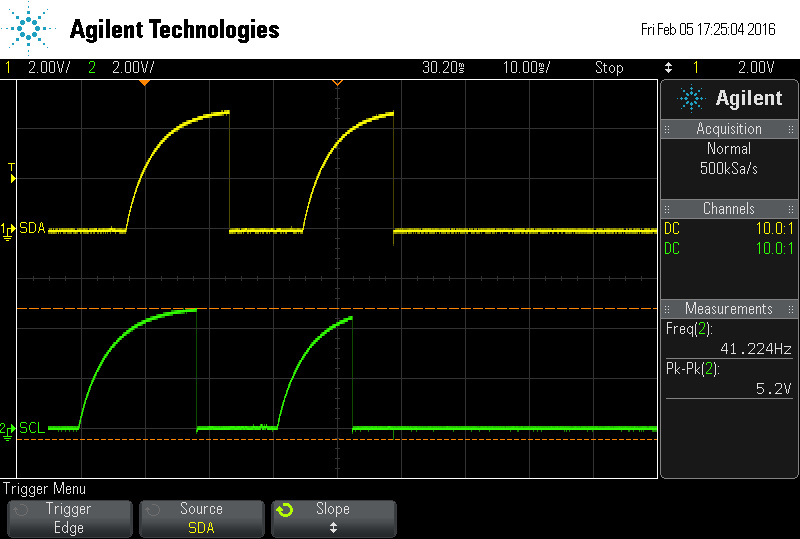 Agilent Technologies
Fri Feb 05 17:25:04 2016
1 2.00V/ 2 2.00V/ 30.20ms 10.00ms/ Stop 1 2.00V
Agilent
Acquisition
Normal
500kSa/s
Channels
DC 10.0:1
DC 10.0:1
Measurements
Freq(2):
41.224Hz
Pk-Pk(2):
5.2V
T
1 SDA
2 SCL
Trigger Menu
Trigger
Edge
Source
SDA
Slope